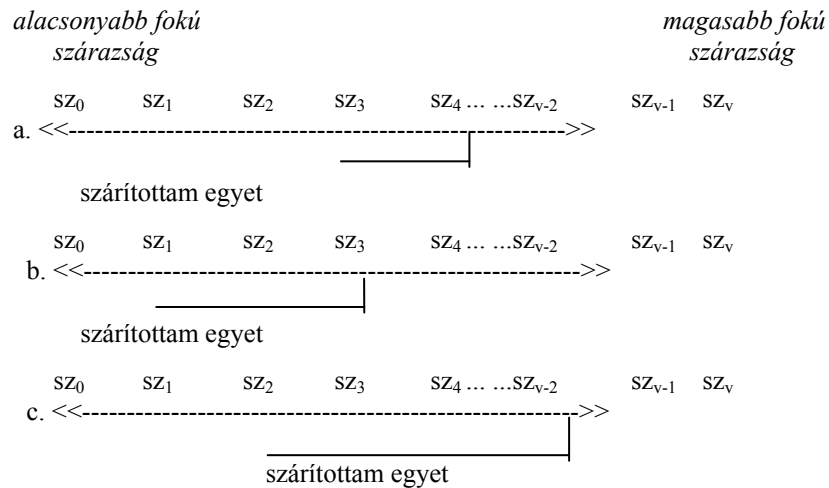 alacsonyabb fokú magasabb fokú
szárazság szárazság
sz₀ sz₁ sz₂ sz₃ sz₄ ... ...szᵥ₋₂ szᵥ₋₁ szᵥ
a. <<------------------------------------------------------------------->>
szárítottam egyet
sz₀ sz₁ sz₂ sz₃ sz₄ ... ...szᵥ₋₂ szᵥ₋₁ szᵥ
b. <<------------------------------------------------------------------->>
szárítottam egyet
sz₀ sz₁ sz₂ sz₃ sz₄ ... ...szᵥ₋₂ szᵥ₋₁ szᵥ
c. <<------------------------------------------------------------------->>
szárítottam egyet